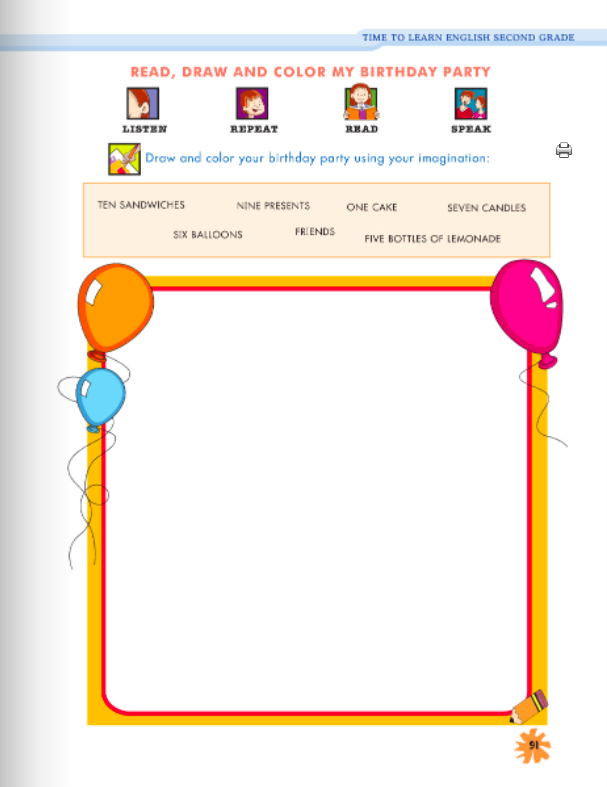 TIME TO LEARN ENGLISH SECOND GRADE
READ, DRAW AND COLOR MY BIRTHDAY PARTY
LISTEN REPEAT READ SPEAK
Draw and color your birthday party using your imagination:
TEN SANDWICHES NINE PRESENTS ONE CAKE SEVEN CANDLES
SIX BALLOONS FRIENDS FIVE BOTTLES OF LEMONADE
91